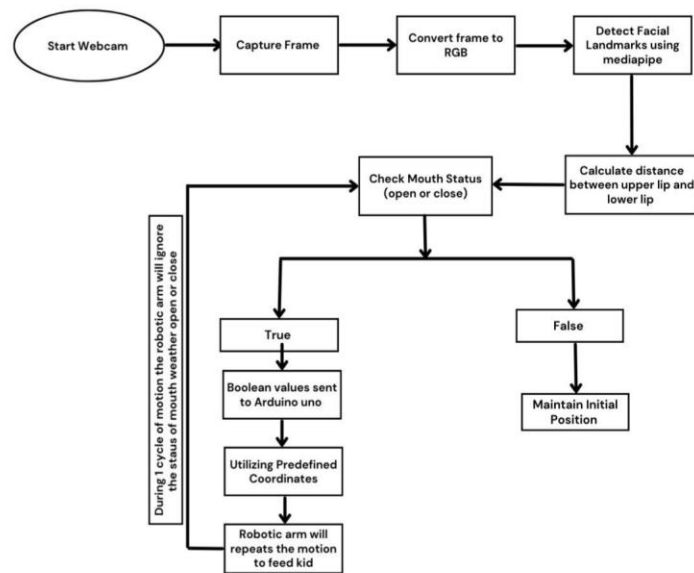 Start Webcam
Capture Frame
Convert frame to
RGB
Detect Facial
Landmarks using
mediapipe
Calculate distance
between upper lip and
lower lip
Check Mouth Status
(open or close)
During 1 cycle of motion the robotic arm will ignore
the staus of mouth weather open or close
True
False
Boolean values sent
to Arduino uno
Maintain Initial
Position
Utilizing Predefined
Coordinates
Robotic arm will
repeats the motion
to feed kid